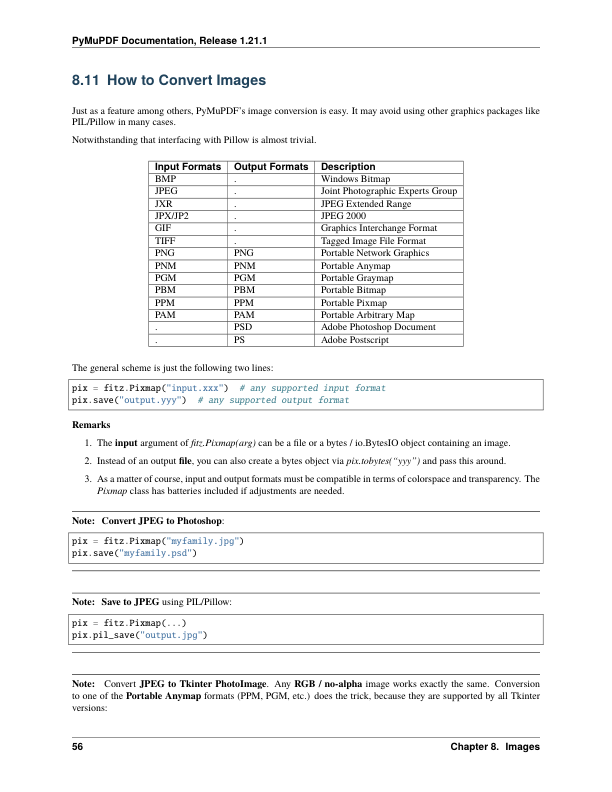 PyMuPDF Documentation, Release 1.21.1
8.11 How to Convert Images
Just as a feature among others, PyMuPDF's image conversion is easy. It may avoid using other graphics packages like
PIL/Pillow in many cases.
Notwithstanding that interfacing with Pillow is almost trivial.
Input Formats Output Formats Description
BMP . Windows Bitmap
JPEG . Joint Photographic Experts Group
JXR . JPEG Extended Range
JPX/JP2 . JPEG 2000
GIF . Graphics Interchange Format
TIFF . Tagged Image File Format
PNG PNG Portable Network Graphics
PNM PNM Portable Anymap
PGM PGM Portable Graymap
PBM PBM Portable Bitmap
PPM PPM Portable Pixmap
PAM PAM Portable Arbitrary Map
. PSD Adobe Photoshop Document
. PS Adobe Postscript
The general scheme is just the following two lines:
pix = fitz.Pixmap("input.xxx") # any supported input format
pix.save("output.yyy") # any supported output format
Remarks
1. The input argument of fitz.Pixmap(arg) can be a file or a bytes / io.BytesIO object containing an image.
2. Instead of an output file, you can also create a bytes object via pix.tobytes(“yyy”) and pass this around.
3. As a matter of course, input and output formats must be compatible in terms of colorspace and transparency. The
Pixmap class has batteries included if adjustments are needed.
Note: Convert JPEG to Photoshop:
pix = fitz.Pixmap("myfamily.jpg")
pix.save("myfamily.psd")
Note: Save to JPEG using PIL/Pillow:
pix = fitz.Pixmap(...)
pix.pil_save("output.jpg")
Note: Convert JPEG to Tkinter PhotoImage. Any RGB / no-alpha image works exactly the same. Conversion
to one of the Portable Anymap formats (PPM, PGM, etc.) does the trick, because they are supported by all Tkinter
versions:
56 Chapter 8. Images